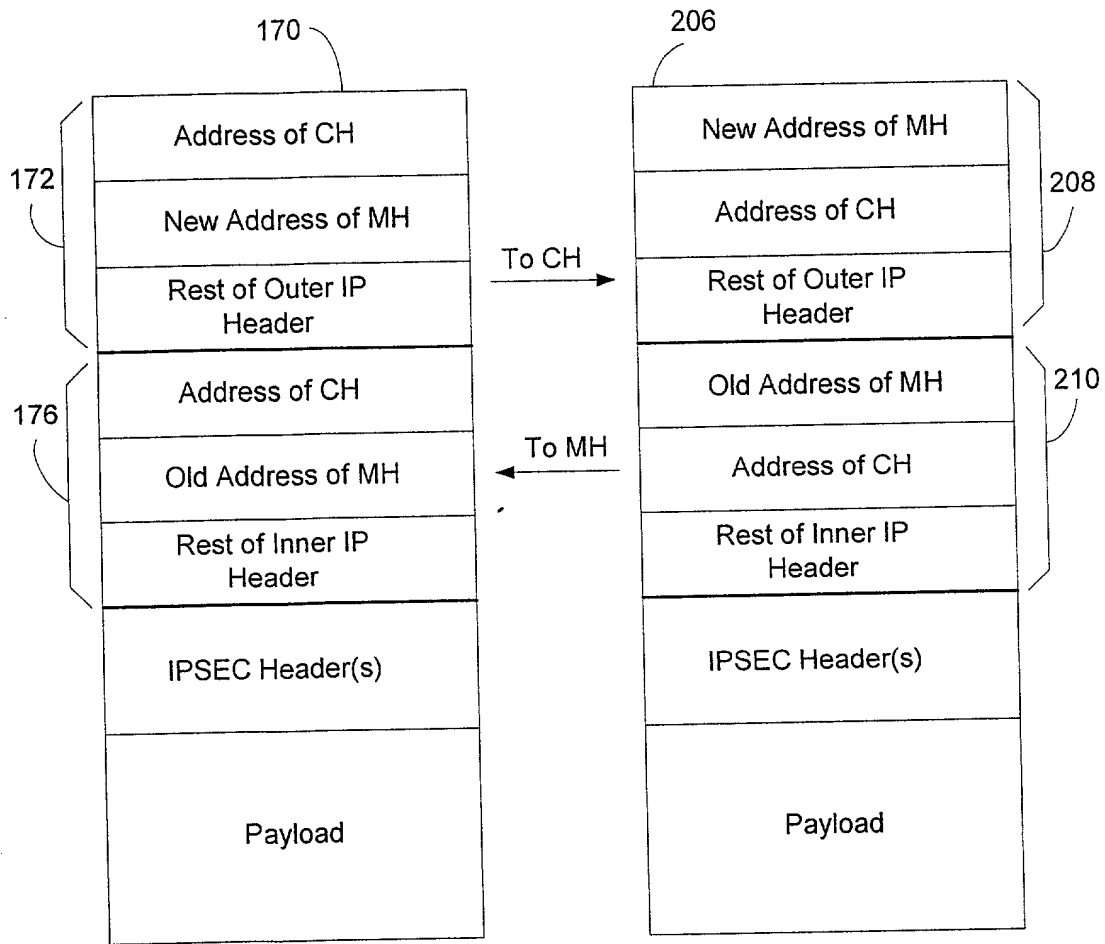 170
172
Address of CH
New Address of MH
Rest of Outer IP
Header
176
Address of CH
Old Address of MH
Rest of Inner IP
Header
IPSEC Header(s)
Payload
To CH
To MH
206
New Address of MH
Address of CH
Rest of Outer IP
Header
208
Old Address of MH
Address of CH
Rest of Inner IP
Header
210
IPSEC Header(s)
Payload